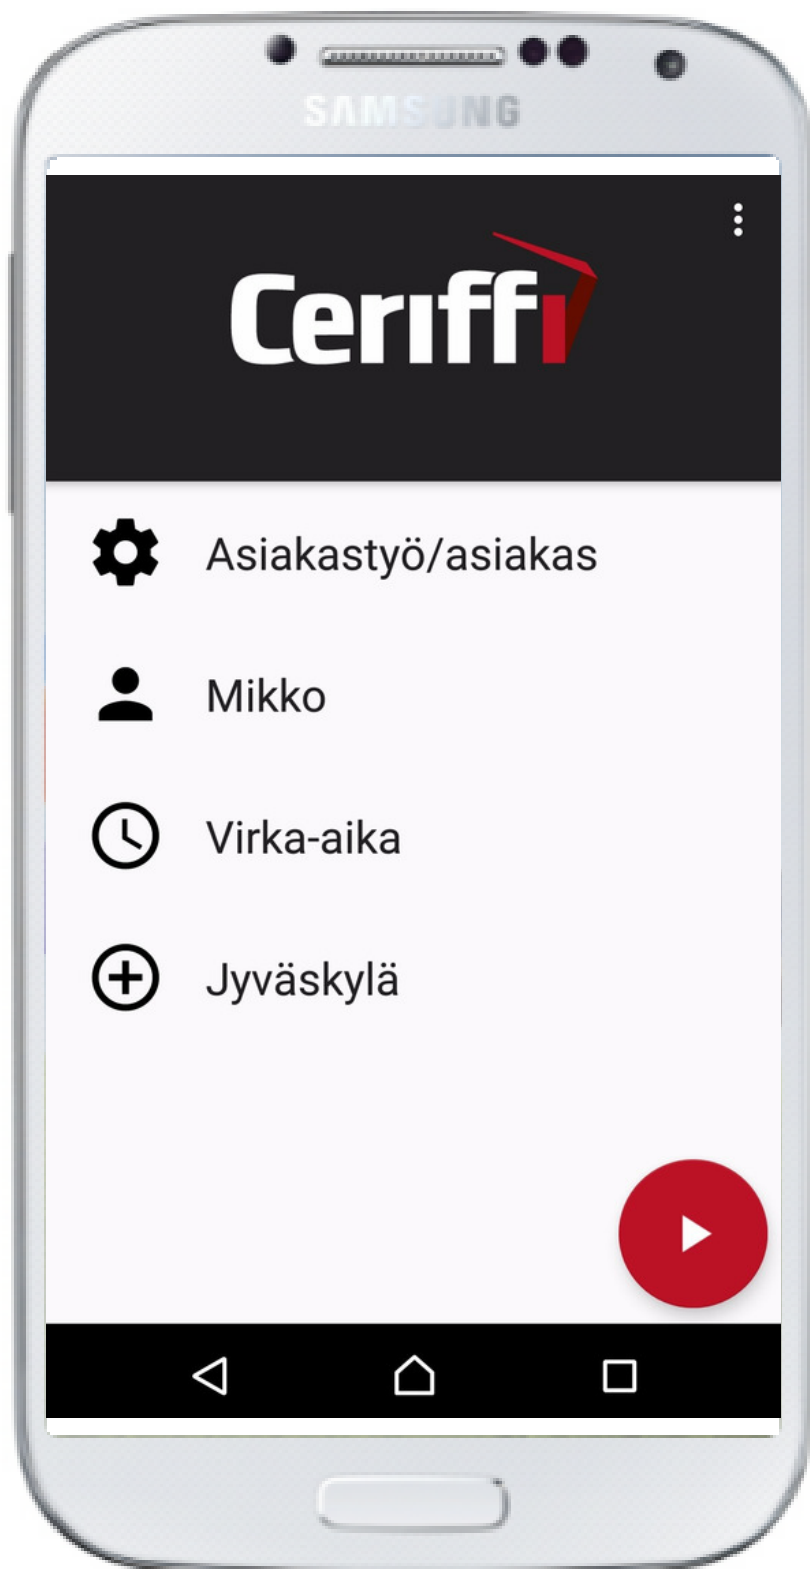 SAMSUNG
Ceriffi
Asiakastyö/asiakas
Mikko
Virka-aika
Jyväskylä